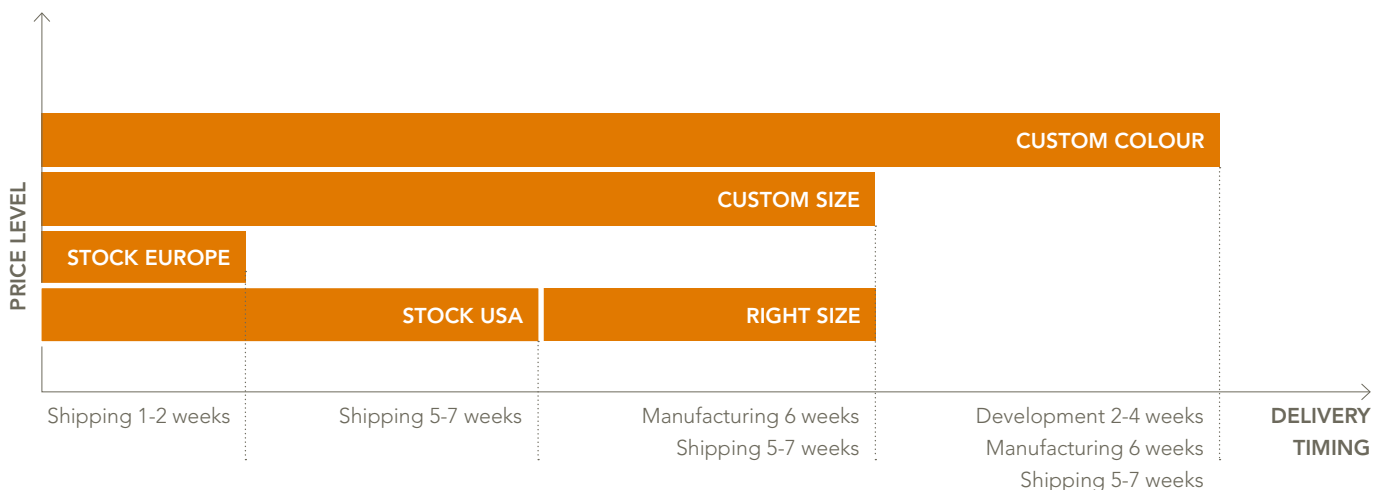 PRICE LEVEL
CUSTOM COLOUR
CUSTOM SIZE
STOCK EUROPE
STOCK USA
RIGHT SIZE
Shipping 1-2 weeks
Shipping 5-7 weeks
Manufacturing 6 weeks
Shipping 5-7 weeks
Development 2-4 weeks
Manufacturing 6 weeks
Shipping 5-7 weeks
DELIVERY
TIMING